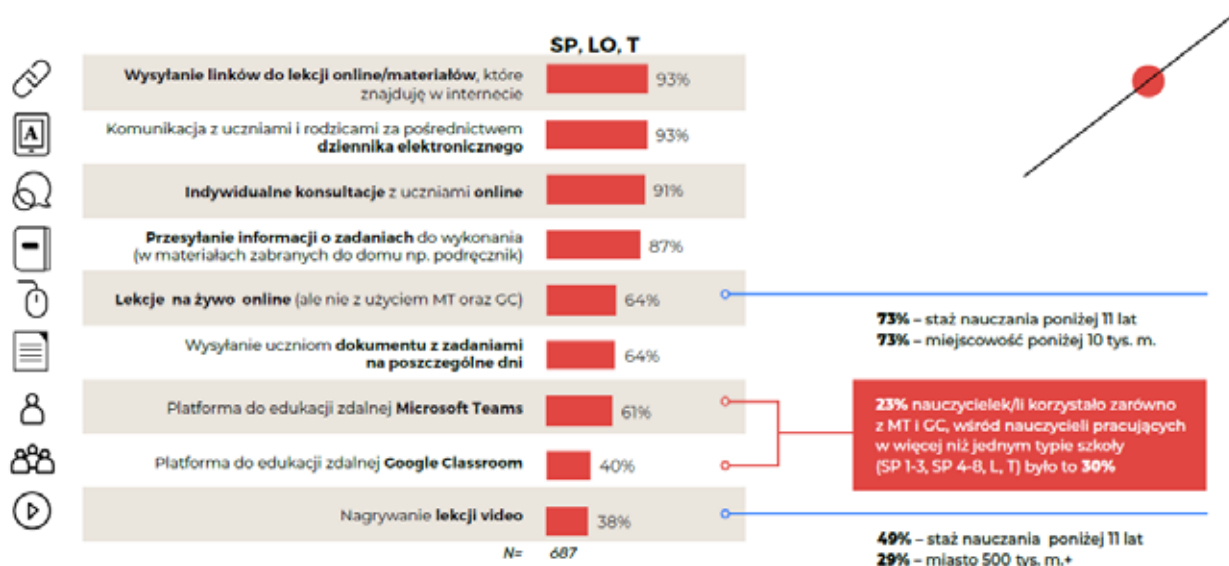 SP, LO, T
Wysyłanie linków do lekcji online/materiałów, które
znajduję w internecie
93%
A
Komunikacja z uczniami i rodzicami za pośrednictwem
dziennika elektronicznego
93%
Indywidualne konsultacje z uczniami online
91%
Przesyłanie informacji o zadaniach do wykonania
(w materiałach zabranych do domu np. podręcznik)
87%
Lekcje na żywo online (ale nie z użyciem MT oraz GC)
64%
73% – staż nauczania poniżej 11 lat
73% – miejscowość poniżej 10 tys. m.
Wysyłanie uczniom dokumentu z zadaniami
na poszczególne dni
64%
Platforma do edukacji zdalnej Microsoft Teams
61%
23% nauczycielek/li korzystało zarówno
z MT i GC, wśród nauczycieli pracujących
w więcej niż jednym typie szkoły
(SP 1-3, SP 4-8, L, T) było to 30%
Platforma do edukacji zdalnej Google Classroom
40%
Nagrywanie lekcji video
38%
49% – staż nauczania poniżej 11 lat
29% – miasto 500 tys. m.+
N= 687